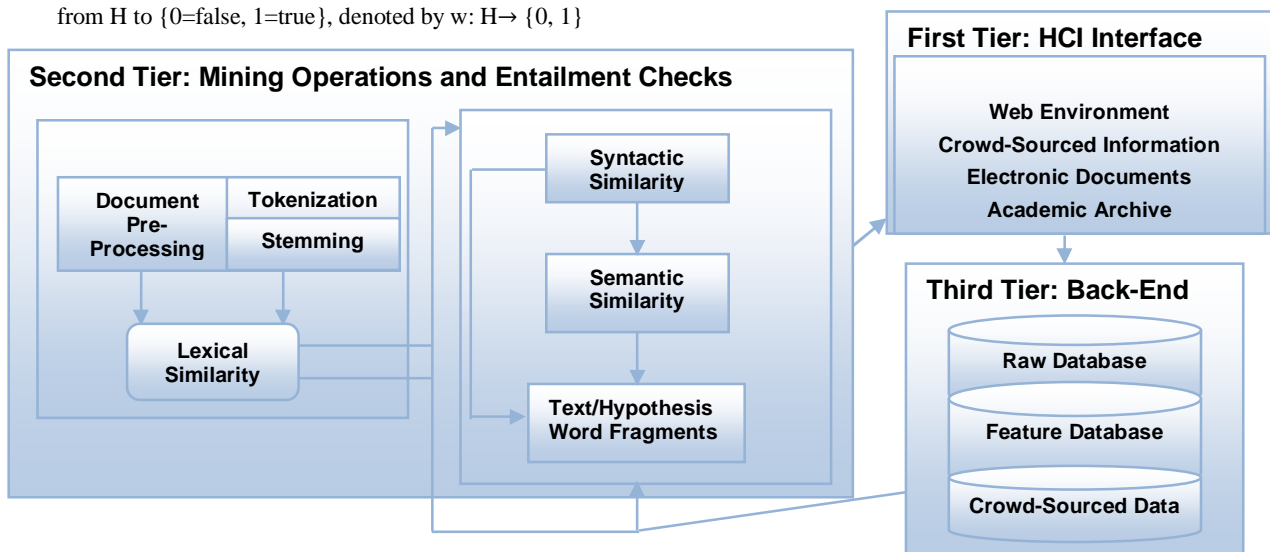 from H to {0=false, 1=true}, denoted by w: H→ {0, 1}
Second Tier: Mining Operations and Entailment Checks
Document
Pre-
Processing
Tokenization
Stemming
Lexical
Similarity
Syntactic
Similarity
Semantic
Similarity
Text/Hypothesis
Word Fragments
First Tier: HCI Interface
Web Environment
Crowd-Sourced Information
Electronic Documents
Academic Archive
Third Tier: Back-End
Raw Database
Feature Database
Crowd-Sourced Data